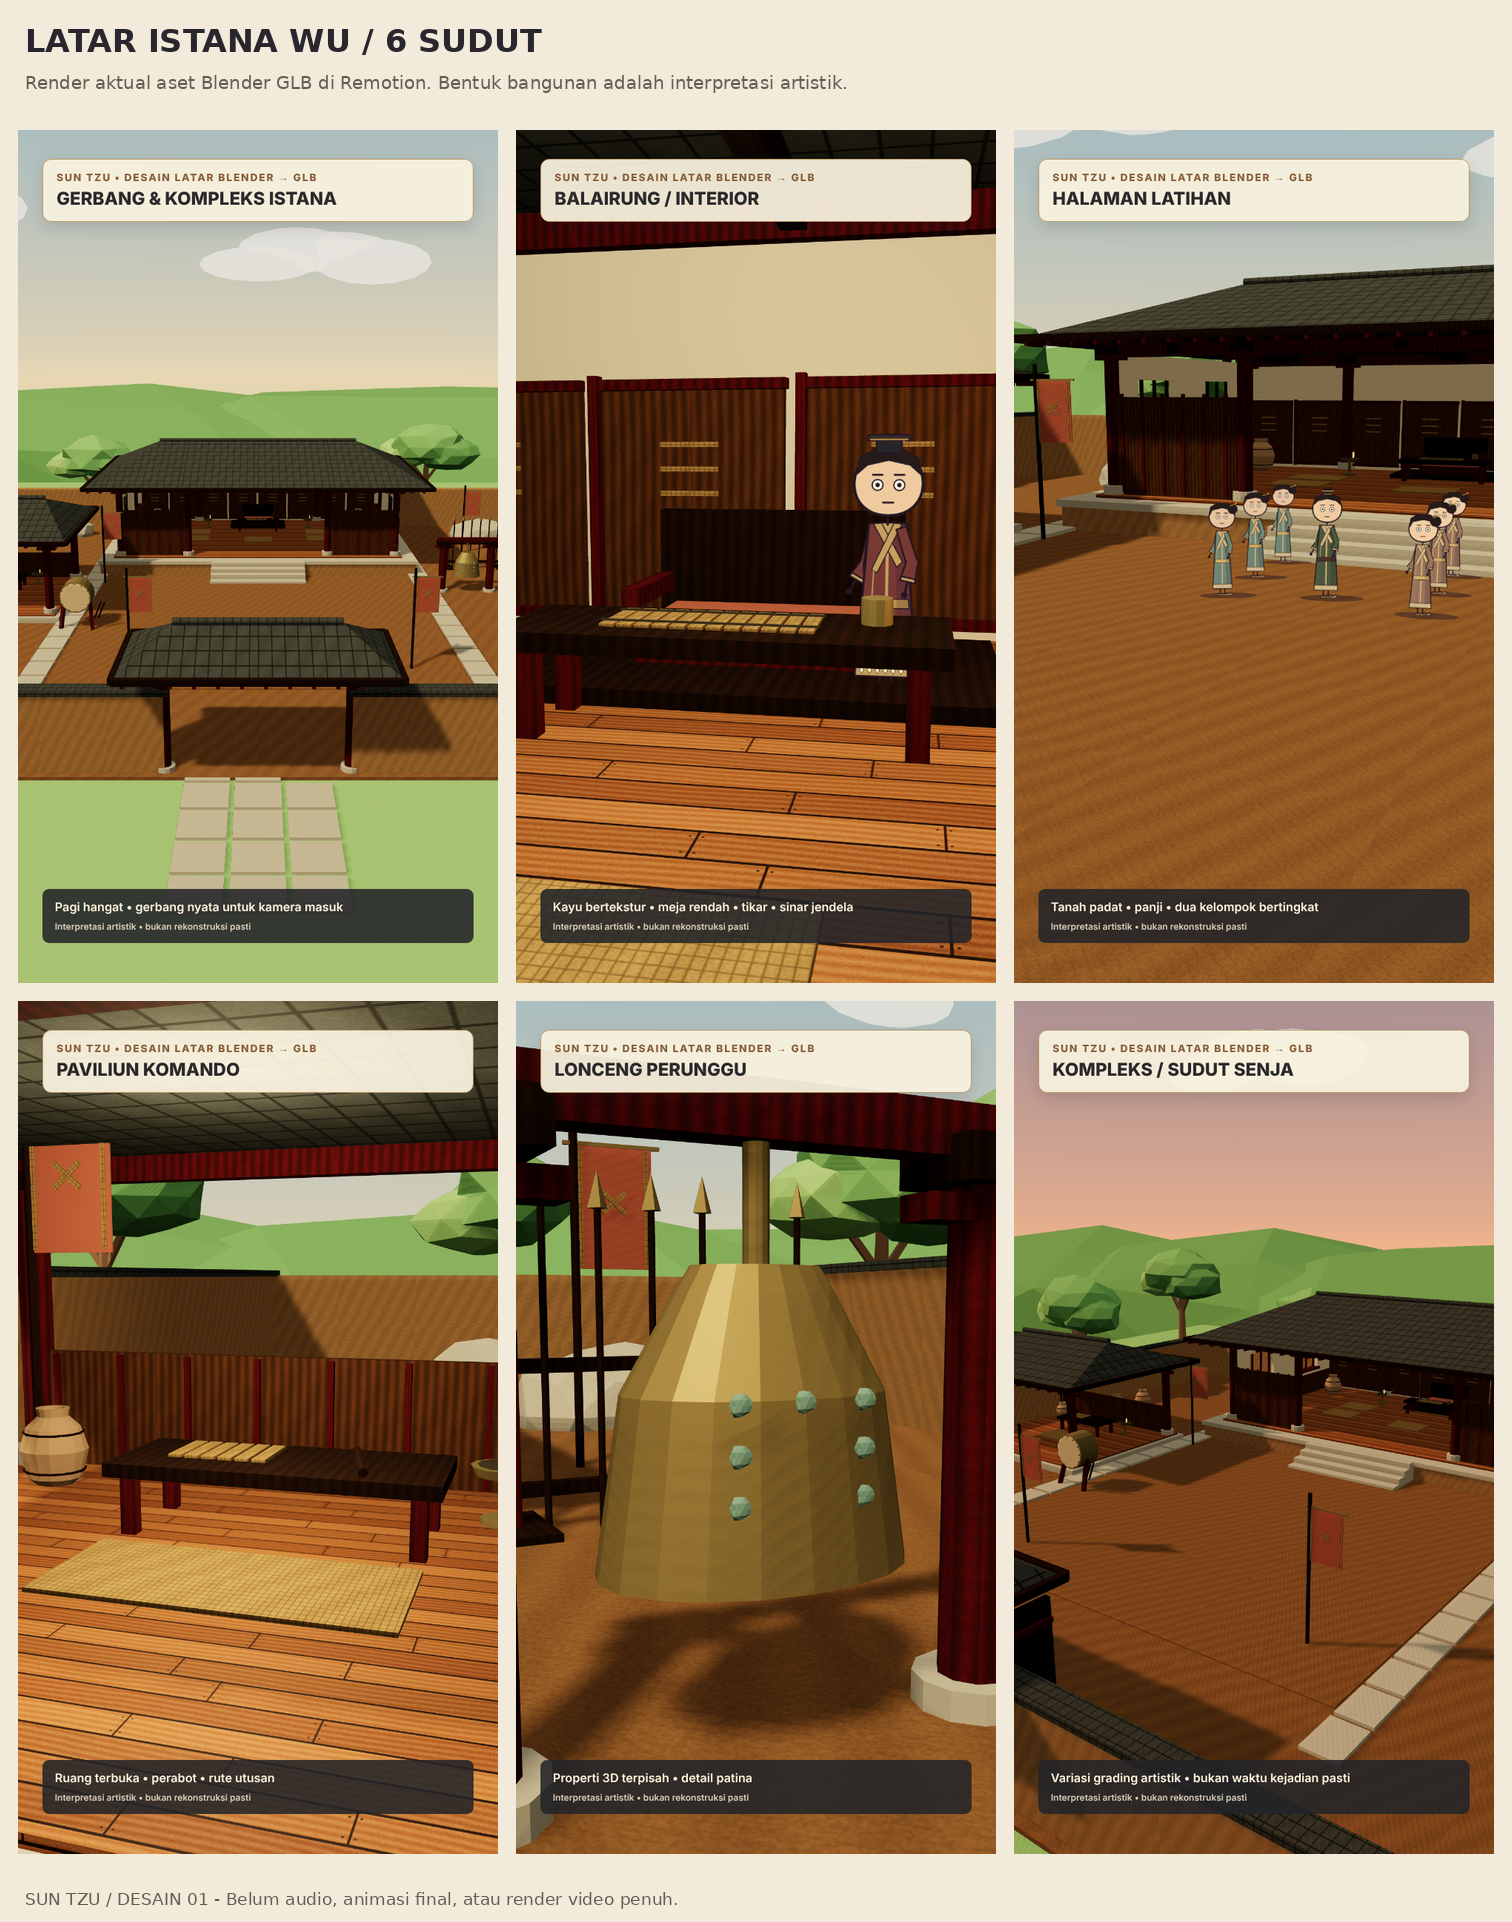 LATAR ISTANA WU / 6 SUDUT
Render aktual aset Blender GLB di Remotion. Bentuk bangunan adalah interpretasi artistik.
SUN TZU • DESAIN LATAR BLENDER → GLB
GERBANG & KOMPLEKS ISTANA
Pagi hangat • gerbang nyata untuk kamera masuk
Interpretasi artistik • bukan rekonstruksi pasti
SUN TZU • DESAIN LATAR BLENDER → GLB
BALAIRUNG / INTERIOR
Kayu bertekstur • meja rendah • tikar • sinar jendela
Interpretasi artistik • bukan rekonstruksi pasti
SUN TZU • DESAIN LATAR BLENDER → GLB
HALAMAN LATIHAN
Tanah padat • panji • dua kelompok bertingkat
Interpretasi artistik • bukan rekonstruksi pasti
SUN TZU • DESAIN LATAR BLENDER → GLB
PAVILIUN KOMANDO
Ruang terbuka • perabot • rute utusan
Interpretasi artistik • bukan rekonstruksi pasti
SUN TZU • DESAIN LATAR BLENDER → GLB
LONCENG PERUNGGU
Properti 3D terpisah • detail patina
Interpretasi artistik • bukan rekonstruksi pasti
SUN TZU • DESAIN LATAR BLENDER → GLB
KOMPLEKS / SUDUT SENJA
Variasi grading artistik • bukan waktu kejadian pasti
Interpretasi artistik • bukan rekonstruksi pasti
SUN TZU / DESAIN 01 - Belum audio, animasi final, atau render video penuh.